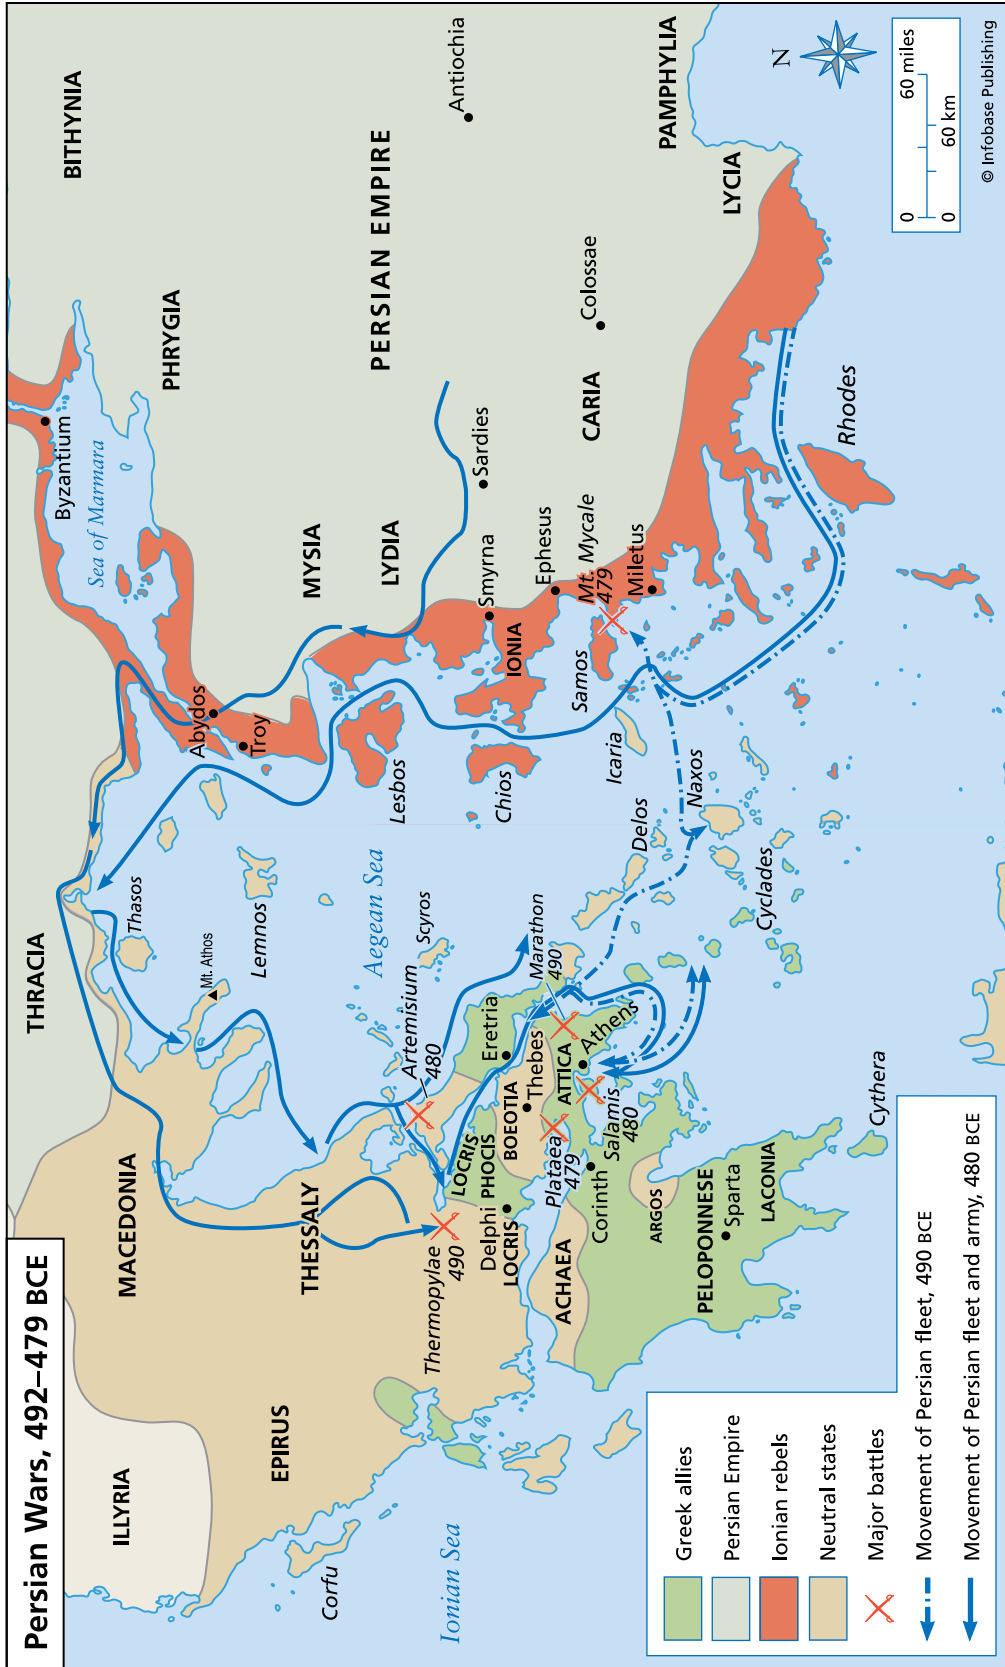 Persian Wars, 492–479 BCE
ILLYRIA
EPIRUS
Corfu
Ionian Sea
MACEDONIA
THRACIA
THESSALY
Thasos
Mt. Athos
Lemnos
Aegean Sea
Scyros
Artemisium
480
Thermopylae
490
LOCRIS
PHOCIS
Delphi
LOCRIS
BOEOTIA
Thebes
Eretria
Marathon
490
ATTICA
Athens
Plataea
479
Salamis
480
Corinth
ACHAEA
ARGOS
PELOPONNESE
Sparta
LACONIA
Cythera
Delos
Naxos
Cyclades
Icaria
Samos
Chios
Lesbos
Troy
Abydos
Byzantium
Sea of Marmara
BITHYNIA
PHRYGIA
MYSIA
LYDIA
PERSIAN EMPIRE
Antiochia
Sardies
Smyrna
IONIA
Ephesus
Mt. Mycale
479
Miletus
CARIA
Colossae
LYCIA
PAMPHYLIA
Rhodes
N
0 60 miles
0 60 km
© Infobase Publishing
Greek allies
Persian Empire
Ionian rebels
Neutral states
Major battles
Movement of Persian fleet, 490 BCE
Movement of Persian fleet and army, 480 BCE